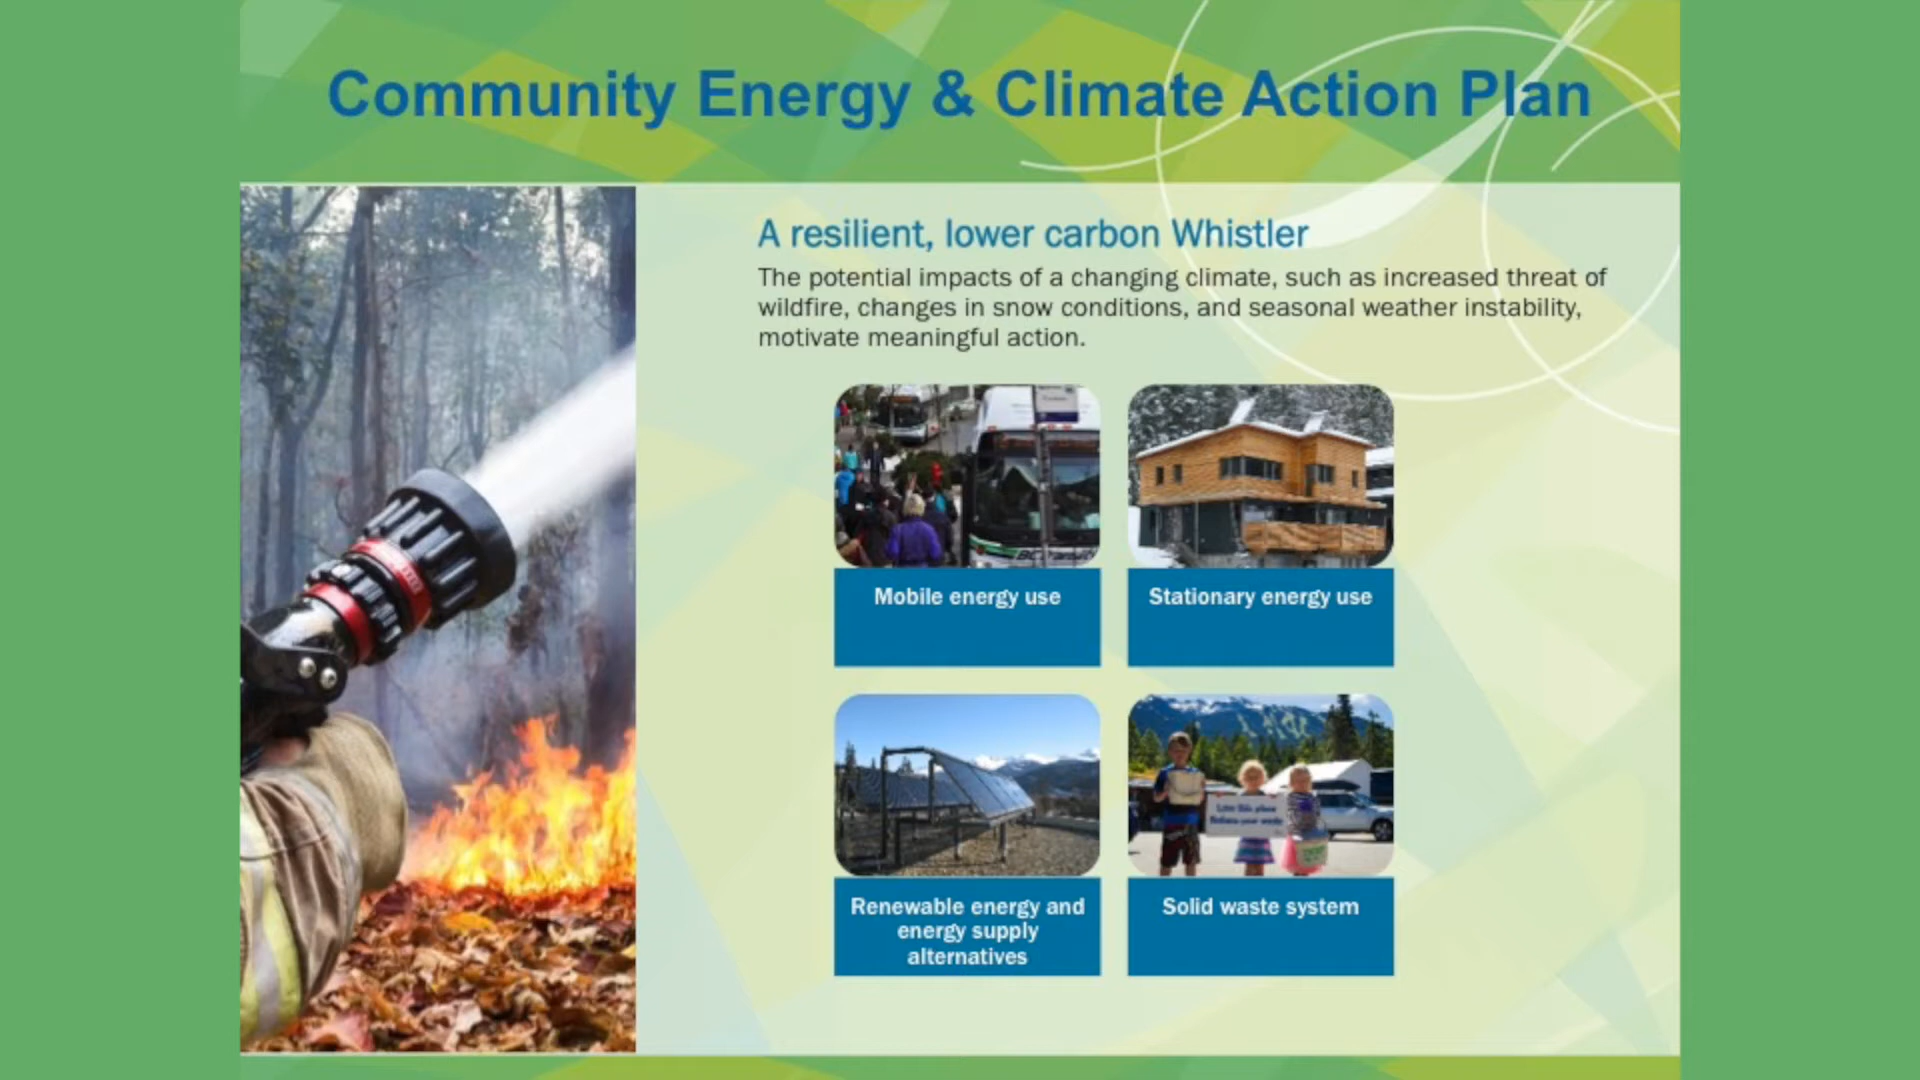 Community Energy & Climate Action Plan
A resilient, lower carbon Whistler
The potential impacts of a changing climate, such as increased threat of
wildfire, changes in snow conditions, and seasonal weather instability,
motivate meaningful action.
Mobile energy use
Stationary energy use
Renewable energy and
energy supply
alternatives
Solid waste system